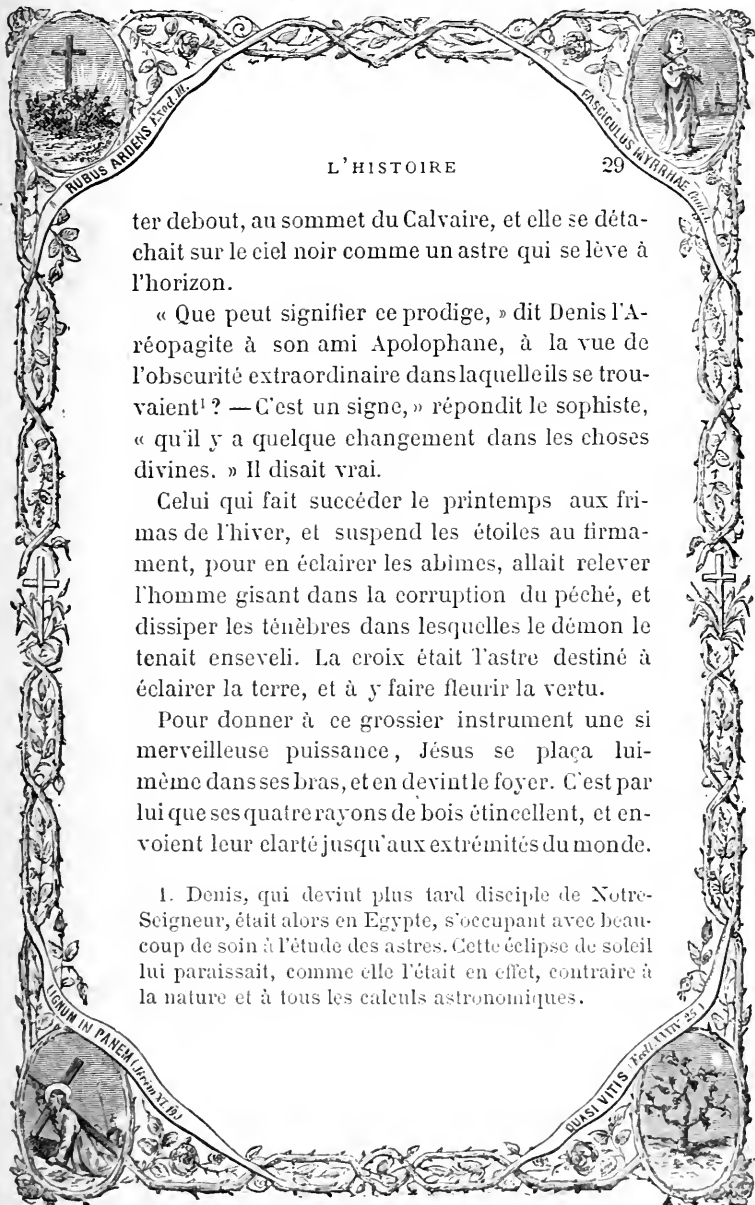 RUBUS ARDENS Exod. III.
FASCICULUS MYRRHAE
L'HISTOIRE 29
ter debout, au sommet du Calvaire, et elle se déta-
chait sur le ciel noir comme un astre qui se lève à
l'horizon.
« Que peut signifier ce prodige, » dit Denis l'A-
réopagite à son ami Apolophane, à la vue de
l'obscurité extraordinaire dans laquelle ils se trou-
vaient¹ ? — C'est un signe, » répondit le sophiste,
« qu'il y a quelque changement dans les choses
divines. » Il disait vrai.
Celui qui fait succéder le printemps aux fri-
mas de l'hiver, et suspend les étoiles au firma-
ment, pour en éclairer les abîmes, allait relever
l'homme gisant dans la corruption du péché, et
dissiper les ténèbres dans lesquelles le démon le
tenait enseveli. La croix était l'astre destiné à
éclairer la terre, et à y faire fleurir la vertu.
Pour donner à ce grossier instrument une si
merveilleuse puissance, Jésus se plaça lui-
même dans ses bras, et en devint le foyer. C'est par
lui que ses quatre rayons de bois étincellent, et en-
voient leur clarté jusqu'aux extrémités du monde.
1. Denis, qui devint plus tard disciple de Notre-
Seigneur, était alors en Egypte, s'occupant avec beau-
coup de soin à l'étude des astres. Cette éclipse de soleil
lui paraissait, comme elle l'était en effet, contraire à
la nature et à tous les calculs astronomiques.
LIGNUM IN PANEM
QUASI VITIS